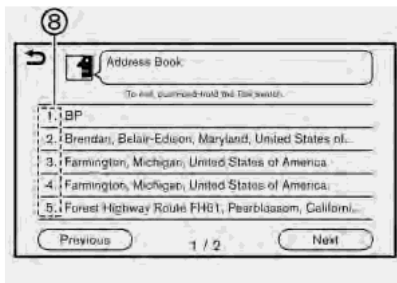 8
Address Book
To exit, push and hold the Talk switch.
1. BP
2. Brendan, Belair-Edison, Maryland, United States of...
3. Farmington, Michigan, United States of America
4. Farmington, Michigan, United States of America
5. Forest Highway Route FH61, Pearblossom, Californi...
Previous
1 / 2
Next